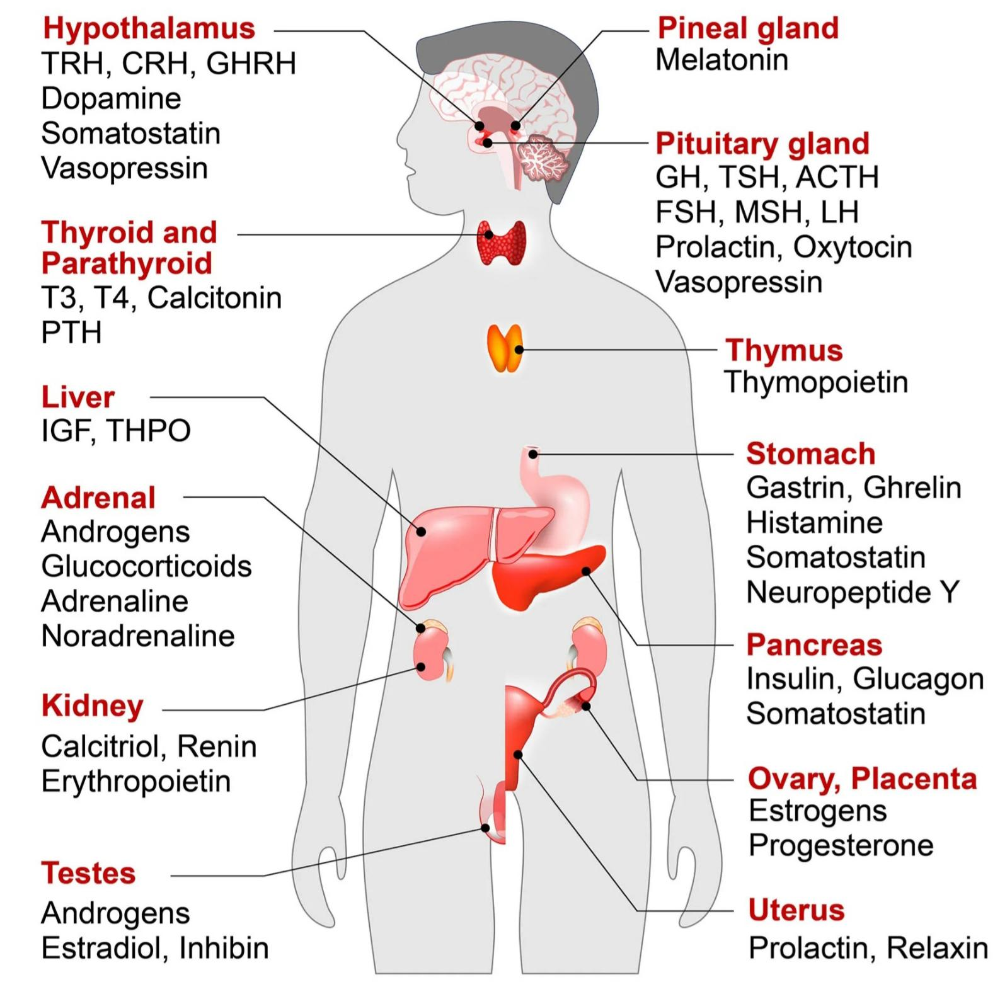 Hypothalamus
TRH, CRH, GHRH
Dopamine
Somatostatin
Vasopressin
Thyroid and
Parathyroid
T3, T4, Calcitonin
PTH
Liver
IGF, THPO
Adrenal
Androgens
Glucocorticoids
Adrenaline
Noradrenaline
Kidney
Calcitriol, Renin
Erythropoietin
Testes
Androgens
Estradiol, Inhibin
Pineal gland
Melatonin
Pituitary gland
GH, TSH, ACTH
FSH, MSH, LH
Prolactin, Oxytocin
Vasopressin
Thymus
Thymopoietin
Stomach
Gastrin, Ghrelin
Histamine
Somatostatin
Neuropeptide Y
Pancreas
Insulin, Glucagon
Somatostatin
Ovary, Placenta
Estrogens
Progesterone
Uterus
Prolactin, Relaxin